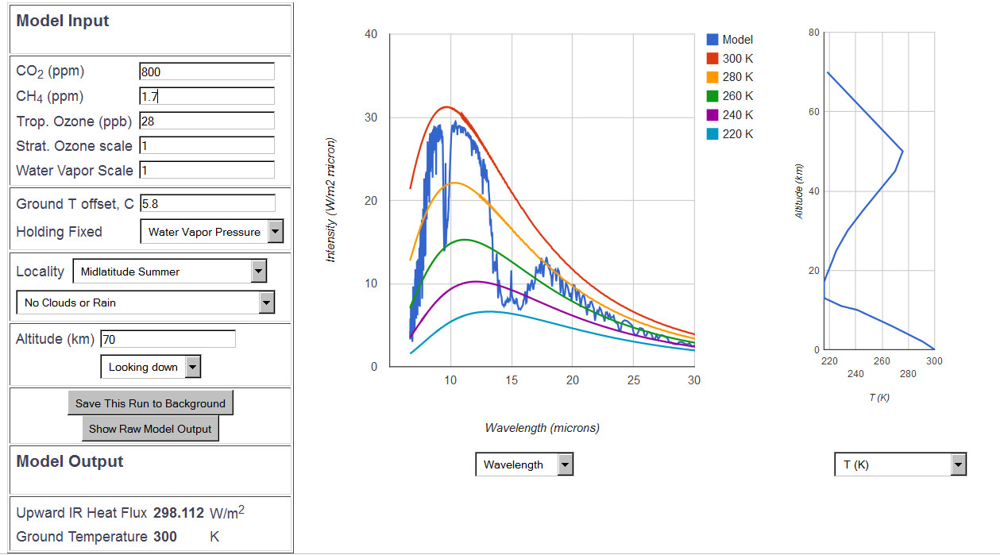 Model Input
CO2 (ppm) 800
CH4 (ppm) 1.7
Trop. Ozone (ppb) 28
Strat. Ozone scale 1
Water Vapor Scale 1
Ground T offset, C 5.8
Holding Fixed Water Vapor Pressure
Locality Midlatitude Summer
No Clouds or Rain
Altitude (km) 70
Looking down
Save This Run to Background
Show Raw Model Output
Model Output
Upward IR Heat Flux 298.112 W/m2
Ground Temperature 300 K
Intensity (W/m2 micron)
40
30
20
10
0
10 15 20 25 30
Wavelength (microns)
Wavelength
Model
300 K
280 K
260 K
240 K
220 K
Altitude (km)
80
60
40
20
0
220 260 300
240 280
T (K)
T (K)